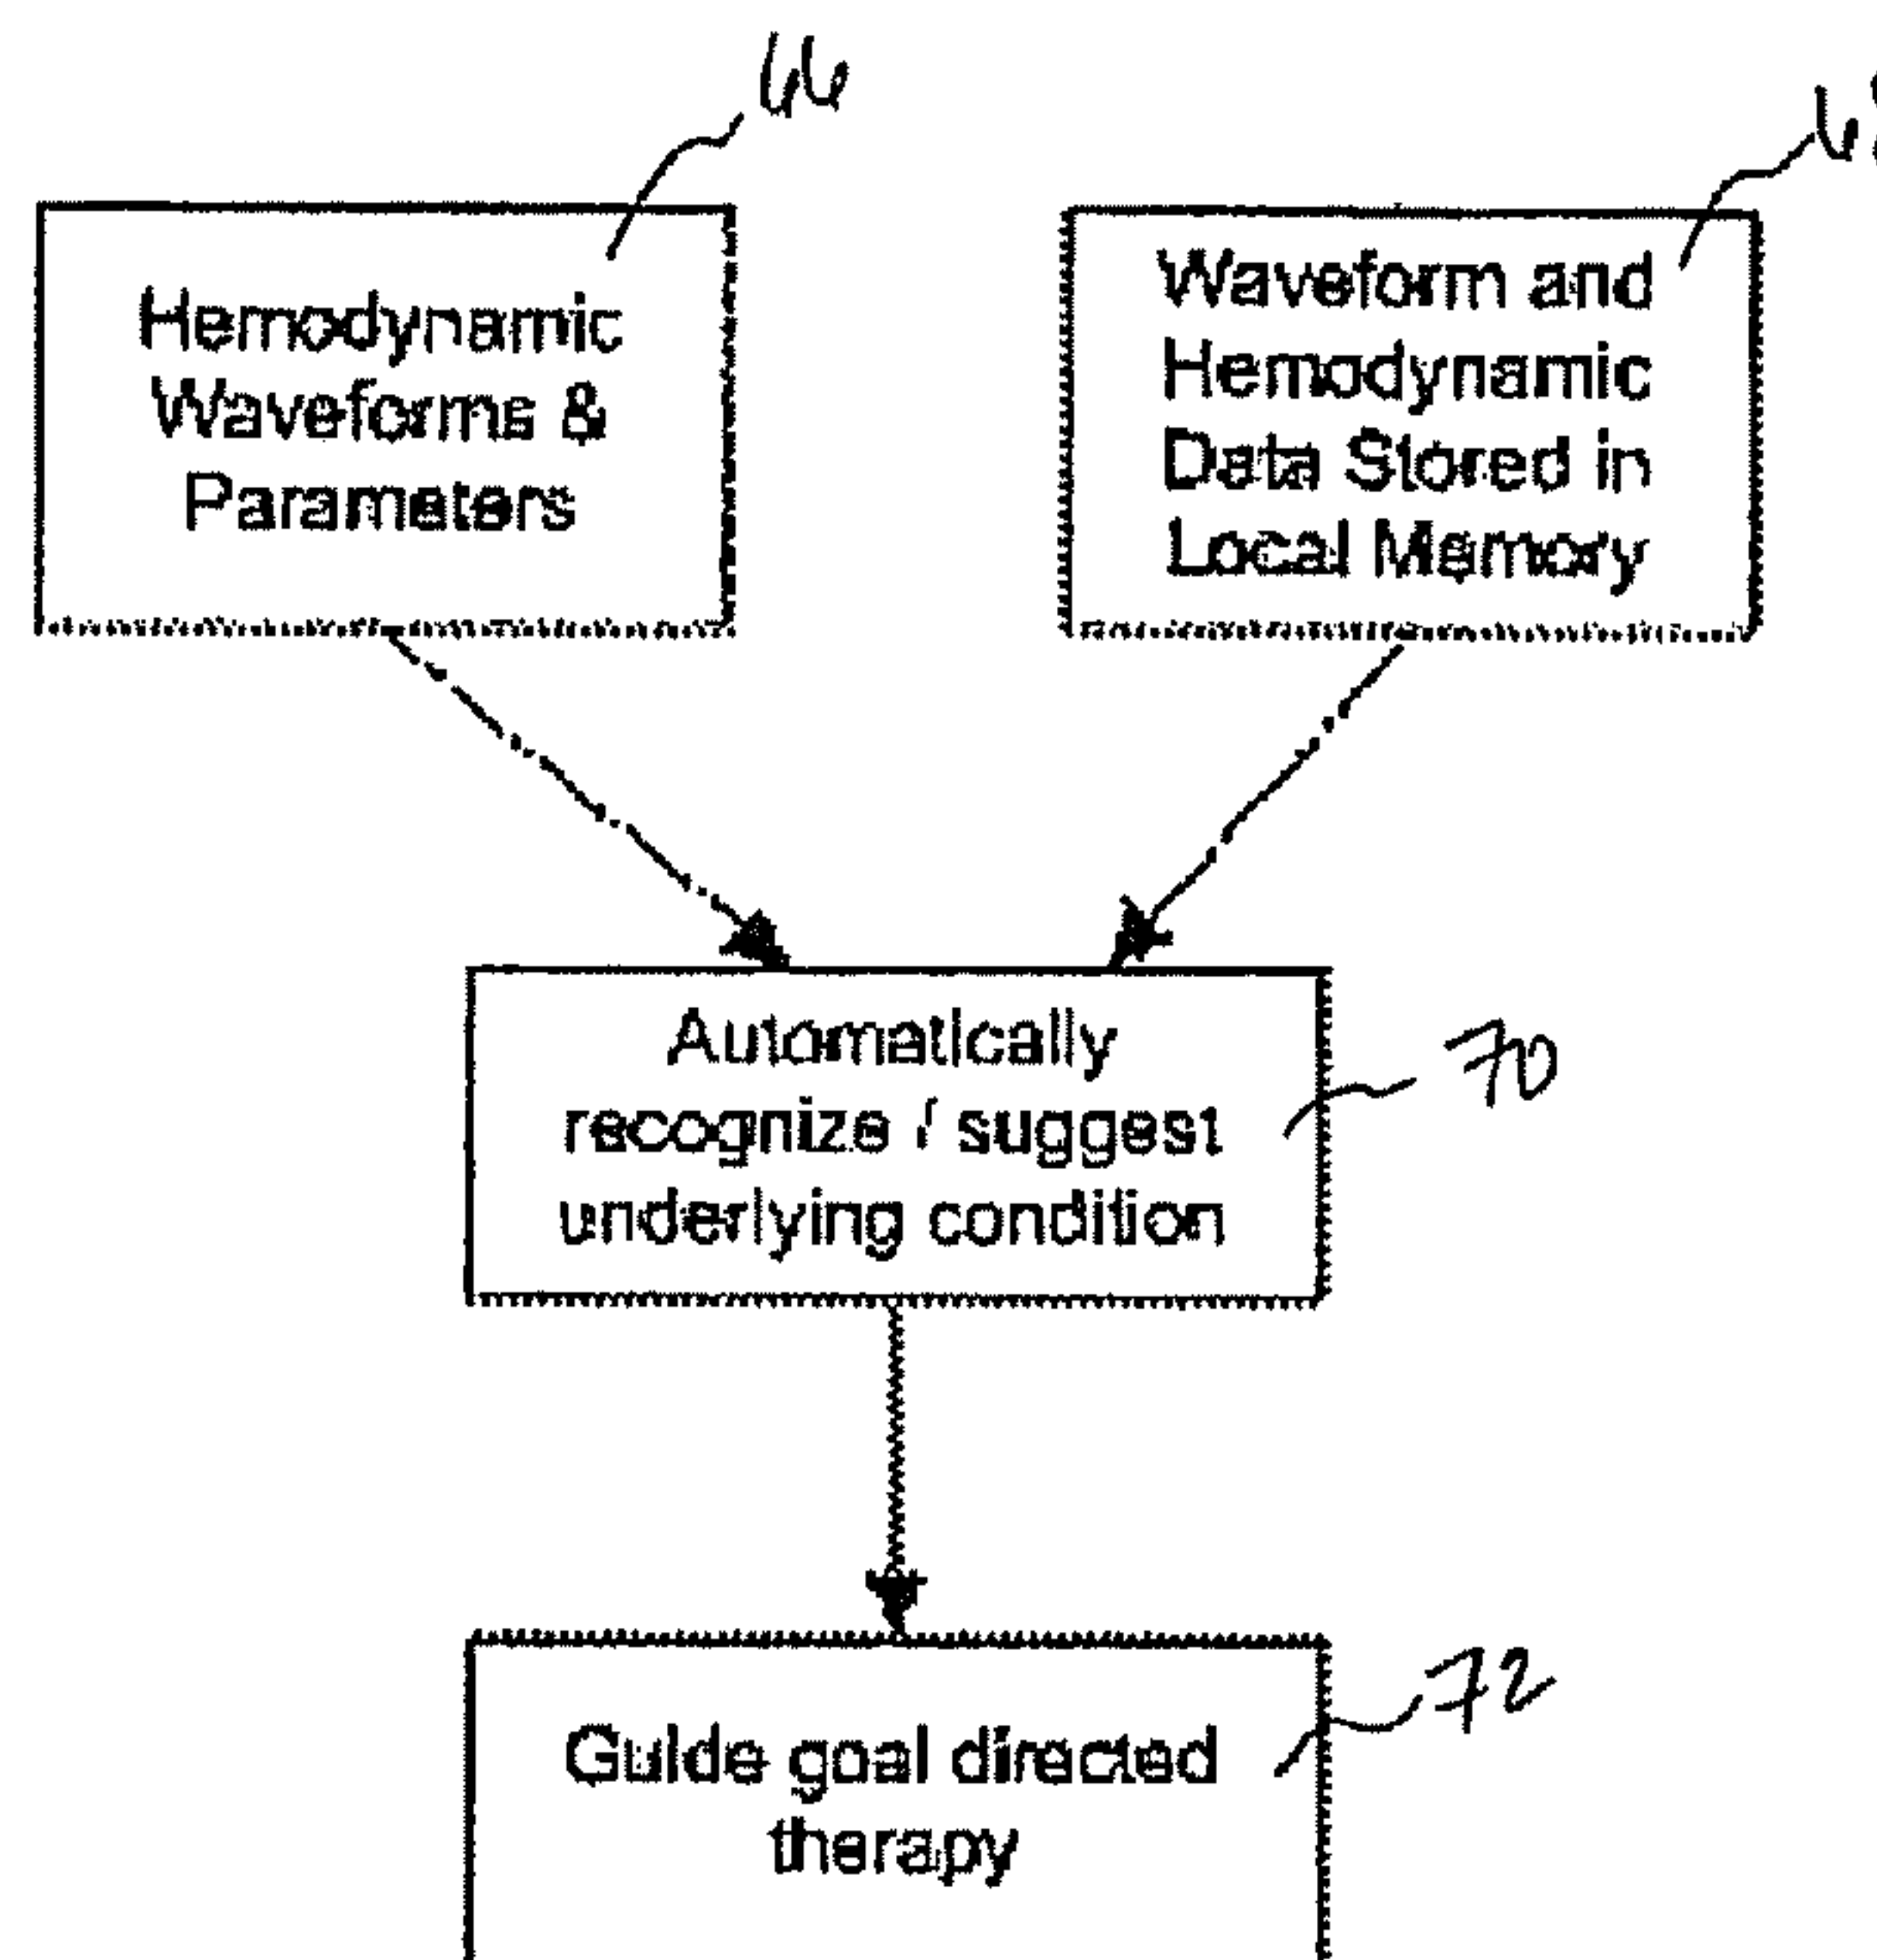 66
Hemodynamic
Waveforms &
Parameters
Waveform and
Hemodynamic
Data Stored in
Local Memory
Automatically
recognize / suggest
underlying condition
70
Guide goal directed
therapy
72